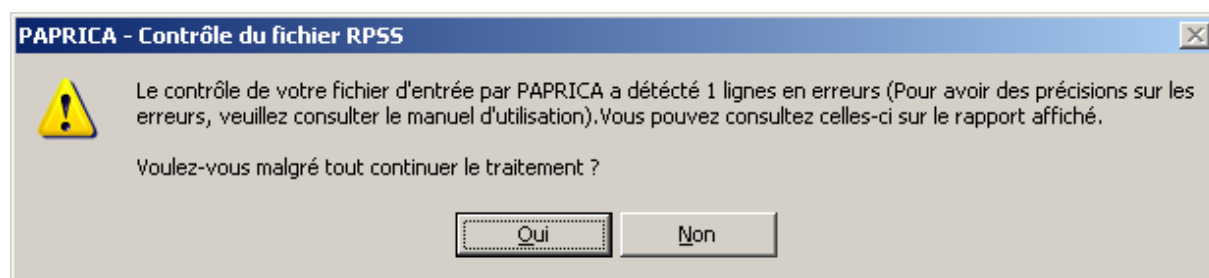 PAPRICA - Contrôle du fichier RPSS
Le contrôle de votre fichier d'entrée par PAPRICA a détécté 1 lignes en erreurs (Pour avoir des précisions sur les
erreurs, veuillez consulter le manuel d'utilisation).Vous pouvez consultez celles-ci sur le rapport affiché.
Voulez-vous malgré tout continuer le traitement ?
Oui
Non